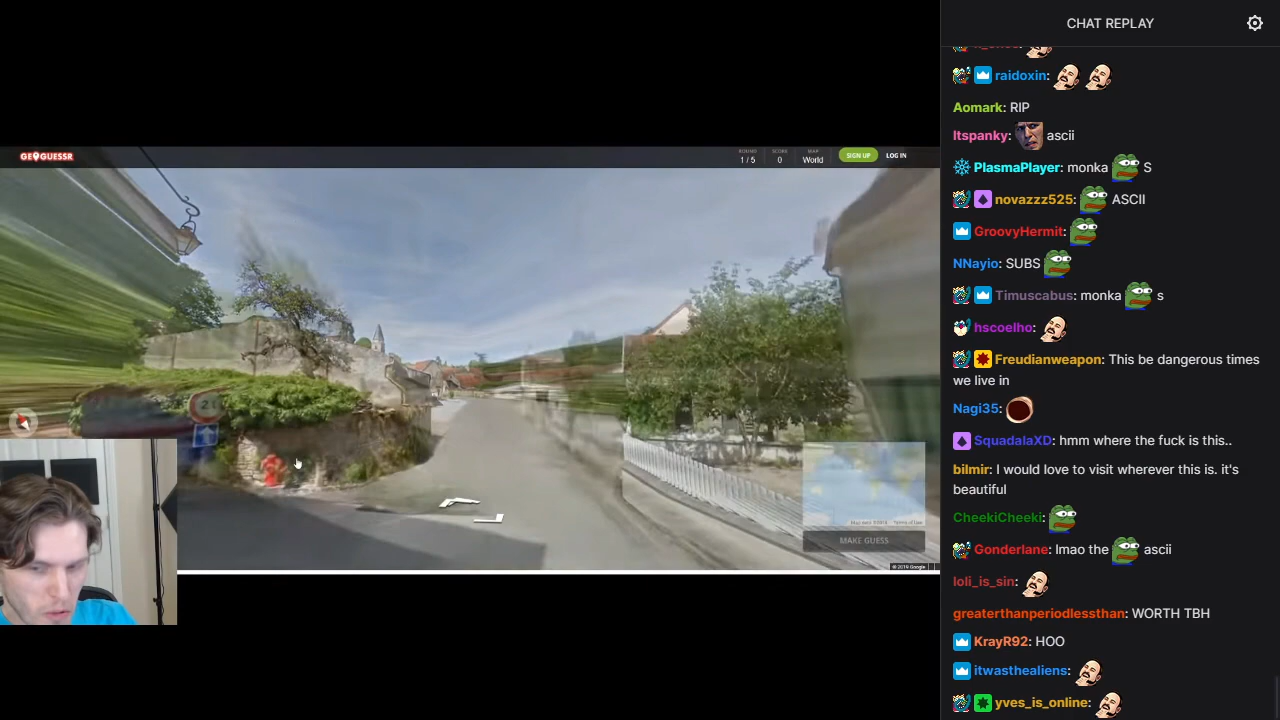 CHAT REPLAY
raidoxin:
Aomark: RIP
Itspanky: ascii
PlasmaPlayer: monka S
novazzz525: ASCII
GroovyHermit:
NNayio: SUBS
Timuscabus: monka s
hscoelho:
Freudianweapon: This be dangerous times
we live in
Nagi35:
SquadalaXD: hmm where the fuck is this..
bilmir: I would love to visit wherever this is. it's
beautiful
CheekiCheeki:
Gonderlane: lmao the ascii
loli_is_sin:
greaterthanperiodlessthan: WORTH TBH
KrayR92: HOO
itwasthealiens:
yves_is_online:
GEOGUESSR
ROUND
1 / 5
SCORE
0
MAP
World
SIGN UP
LOG IN
MAKE GUESS
© 2019 Google